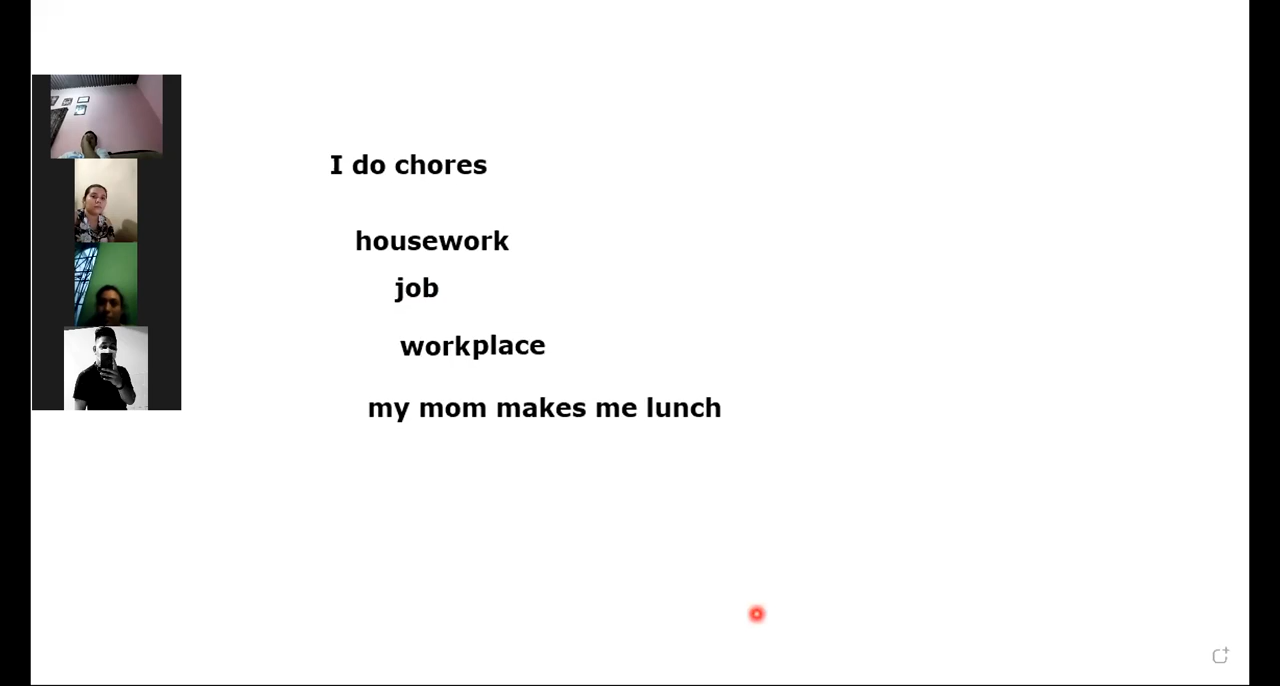 I do chores
housework
job
workplace
my mom makes me lunch